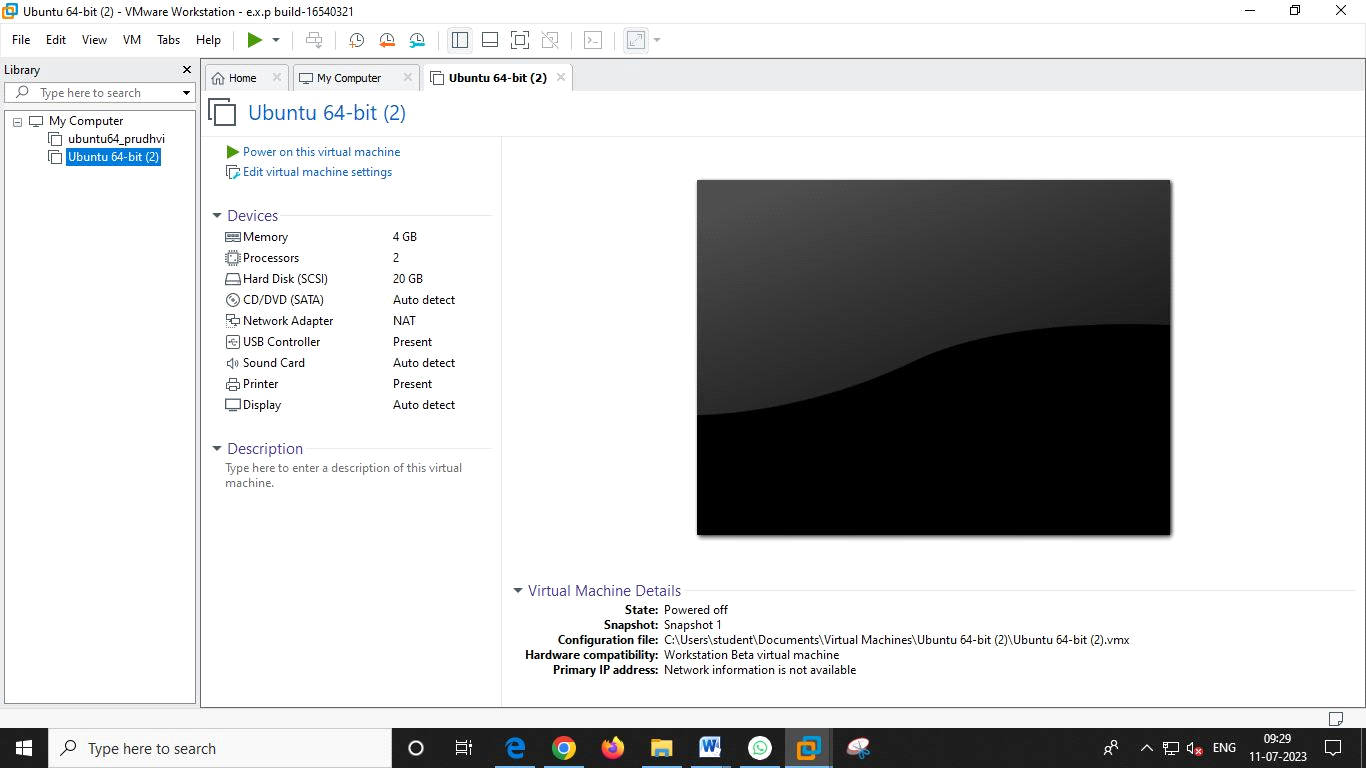 Ubuntu 64-bit (2) - VMware Workstation - e.x.p build-16540321
File Edit View VM Tabs Help
Library
Type here to search
My Computer
ubuntu64_prudhvi
Ubuntu 64-bit (2)
Home My Computer Ubuntu 64-bit (2)
Ubuntu 64-bit (2)
Power on this virtual machine
Edit virtual machine settings
Devices
Memory 4 GB
Processors 2
Hard Disk (SCSI) 20 GB
CD/DVD (SATA) Auto detect
Network Adapter NAT
USB Controller Present
Sound Card Auto detect
Printer Present
Display Auto detect
Description
Type here to enter a description of this virtual
machine.
Virtual Machine Details
State: Powered off
Snapshot: Snapshot 1
Configuration file: C:\Users\student\Documents\Virtual Machines\Ubuntu 64-bit (2)\Ubuntu 64-bit (2).vmx
Hardware compatibility: Workstation Beta virtual machine
Primary IP address: Network information is not available
Type here to search
ENG
09:29
11-07-2023